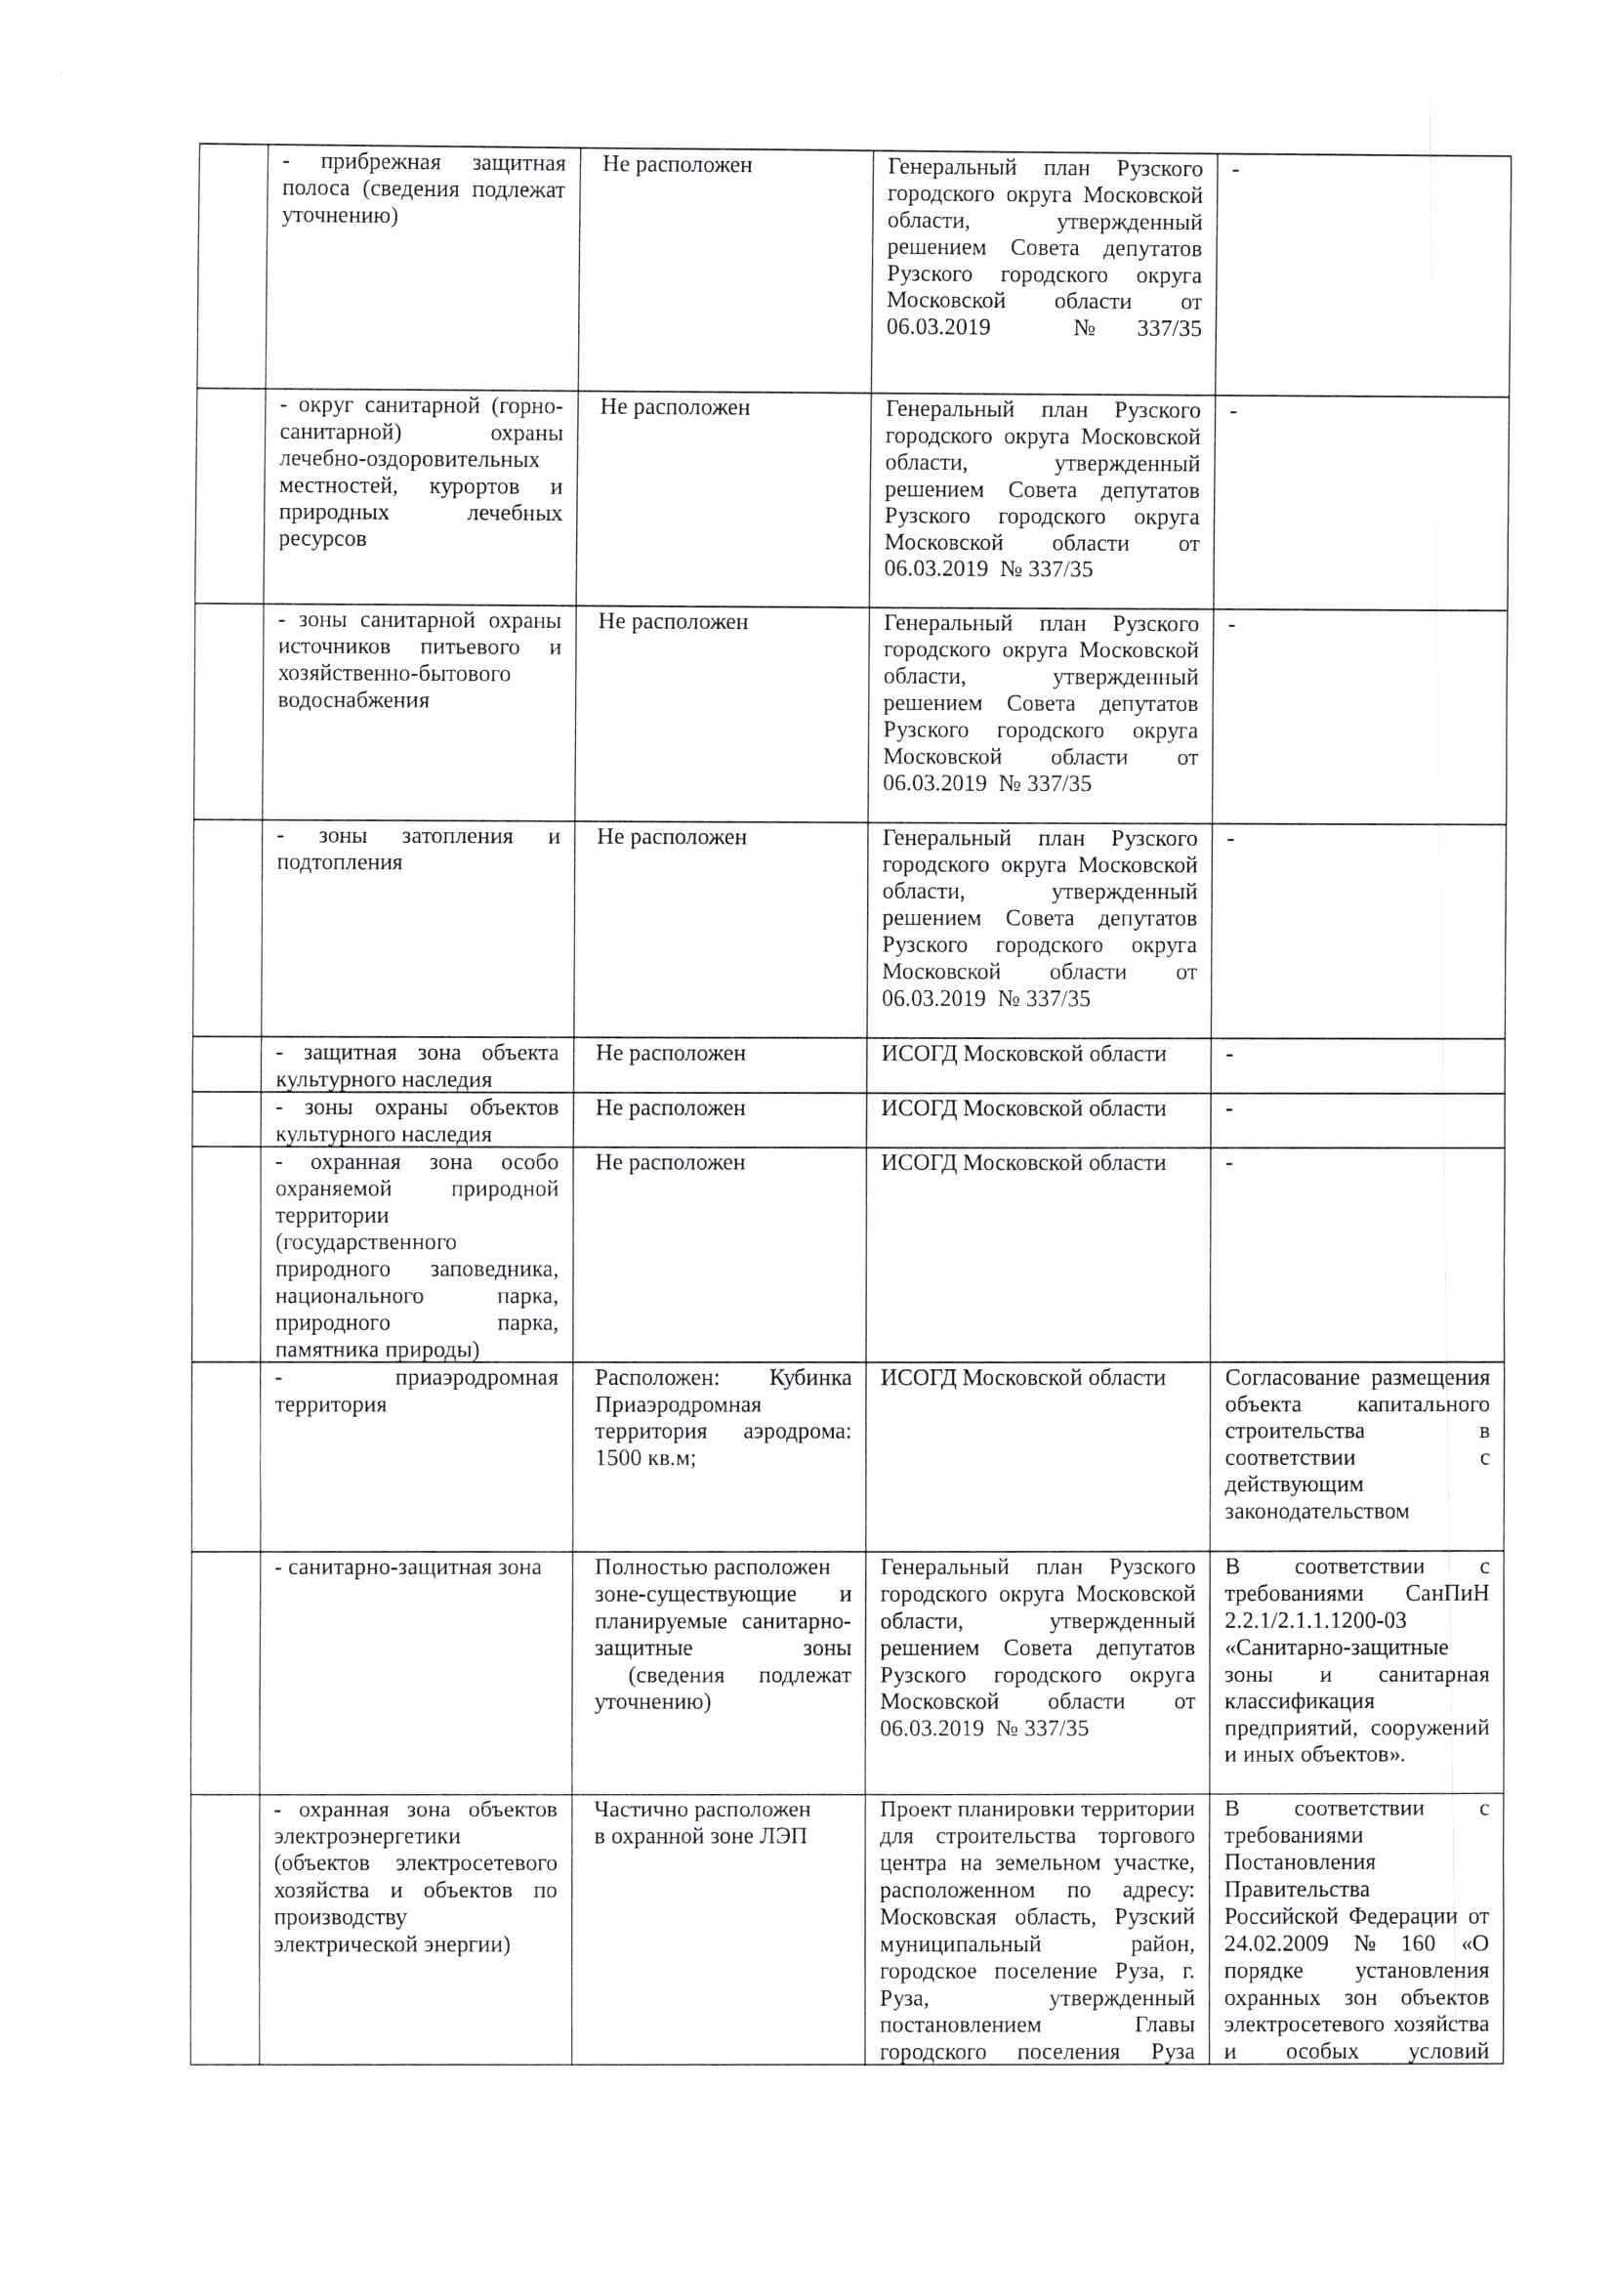 - прибрежная защитная
полоса (сведения подлежат
уточнению)
Не расположен
Генеральный план Рузского
городского округа Московской
области, утвержденный
решением Совета депутатов
Рузского городского округа
Московской области от
06.03.2019 № 337/35
-
- округ санитарной (горно-
санитарной) охраны
лечебно-оздоровительных
местностей, курортов и
природных лечебных
ресурсов
Не расположен
Генеральный план Рузского
городского округа Московской
области, утвержденный
решением Совета депутатов
Рузского городского округа
Московской области от
06.03.2019 № 337/35
-
- зоны санитарной охраны
источников питьевого и
хозяйственно-бытового
водоснабжения
Не расположен
Генеральный план Рузского
городского округа Московской
области, утвержденный
решением Совета депутатов
Рузского городского округа
Московской области от
06.03.2019 № 337/35
-
- зоны затопления и
подтопления
Не расположен
Генеральный план Рузского
городского округа Московской
области, утвержденный
решением Совета депутатов
Рузского городского округа
Московской области от
06.03.2019 № 337/35
-
- защитная зона объекта
культурного наследия
Не расположен
ИСОГД Московской области
-
- зоны охраны объектов
культурного наследия
Не расположен
ИСОГД Московской области
-
- охранная зона особо
охраняемой природной
территории
(государственного
природного заповедника,
национального парка,
природного парка,
памятника природы)
Не расположен
ИСОГД Московской области
-
- приаэродромная
территория
Расположен: Кубинка
Приаэродромная
территория аэродрома:
1500 кв.м;
ИСОГД Московской области
Согласование размещения
объекта капитального
строительства в
соответствии с
действующим
законодательством
- санитарно-защитная зона
Полностью расположен
зоне-существующие и
планируемые санитарно-
защитные зоны
(сведения подлежат
уточнению)
Генеральный план Рузского
городского округа Московской
области, утвержденный
решением Совета депутатов
Рузского городского округа
Московской области от
06.03.2019 № 337/35
В соответствии с
требованиями СанПиН
2.2.1/2.1.1.1200-03
«Санитарно-защитные
зоны и санитарная
классификация
предприятий, сооружений
и иных объектов».
- охранная зона объектов
электроэнергетики
(объектов электросетевого
хозяйства и объектов по
производству
электрической энергии)
Частично расположен
в охранной зоне ЛЭП
Проект планировки территории
для строительства торгового
центра на земельном участке,
расположенном по адресу:
Московская область, Рузский
муниципальный район,
городское поселение Руза, г.
Руза, утвержденный
постановлением Главы
городского поселения Руза
В соответствии с
требованиями
Постановления
Правительства
Российской Федерации от
24.02.2009 № 160 «О
порядке установления
охранных зон объектов
электросетевого хозяйства
и особых условий